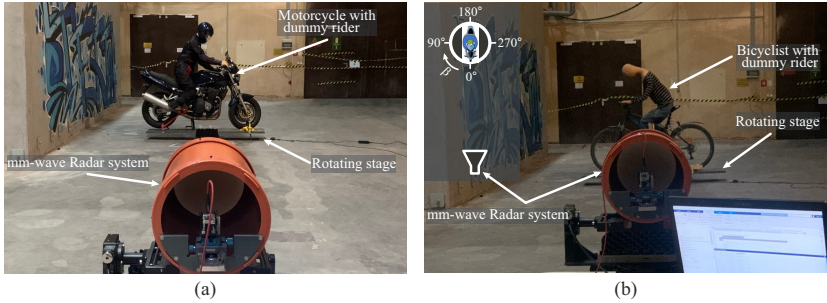 Motorcycle with
dummy rider
mm-wave Radar system
Rotating stage
(a)
180°
90°
270°
0°
β
Bicyclist with
dummy rider
Rotating stage
mm-wave Radar system
(b)